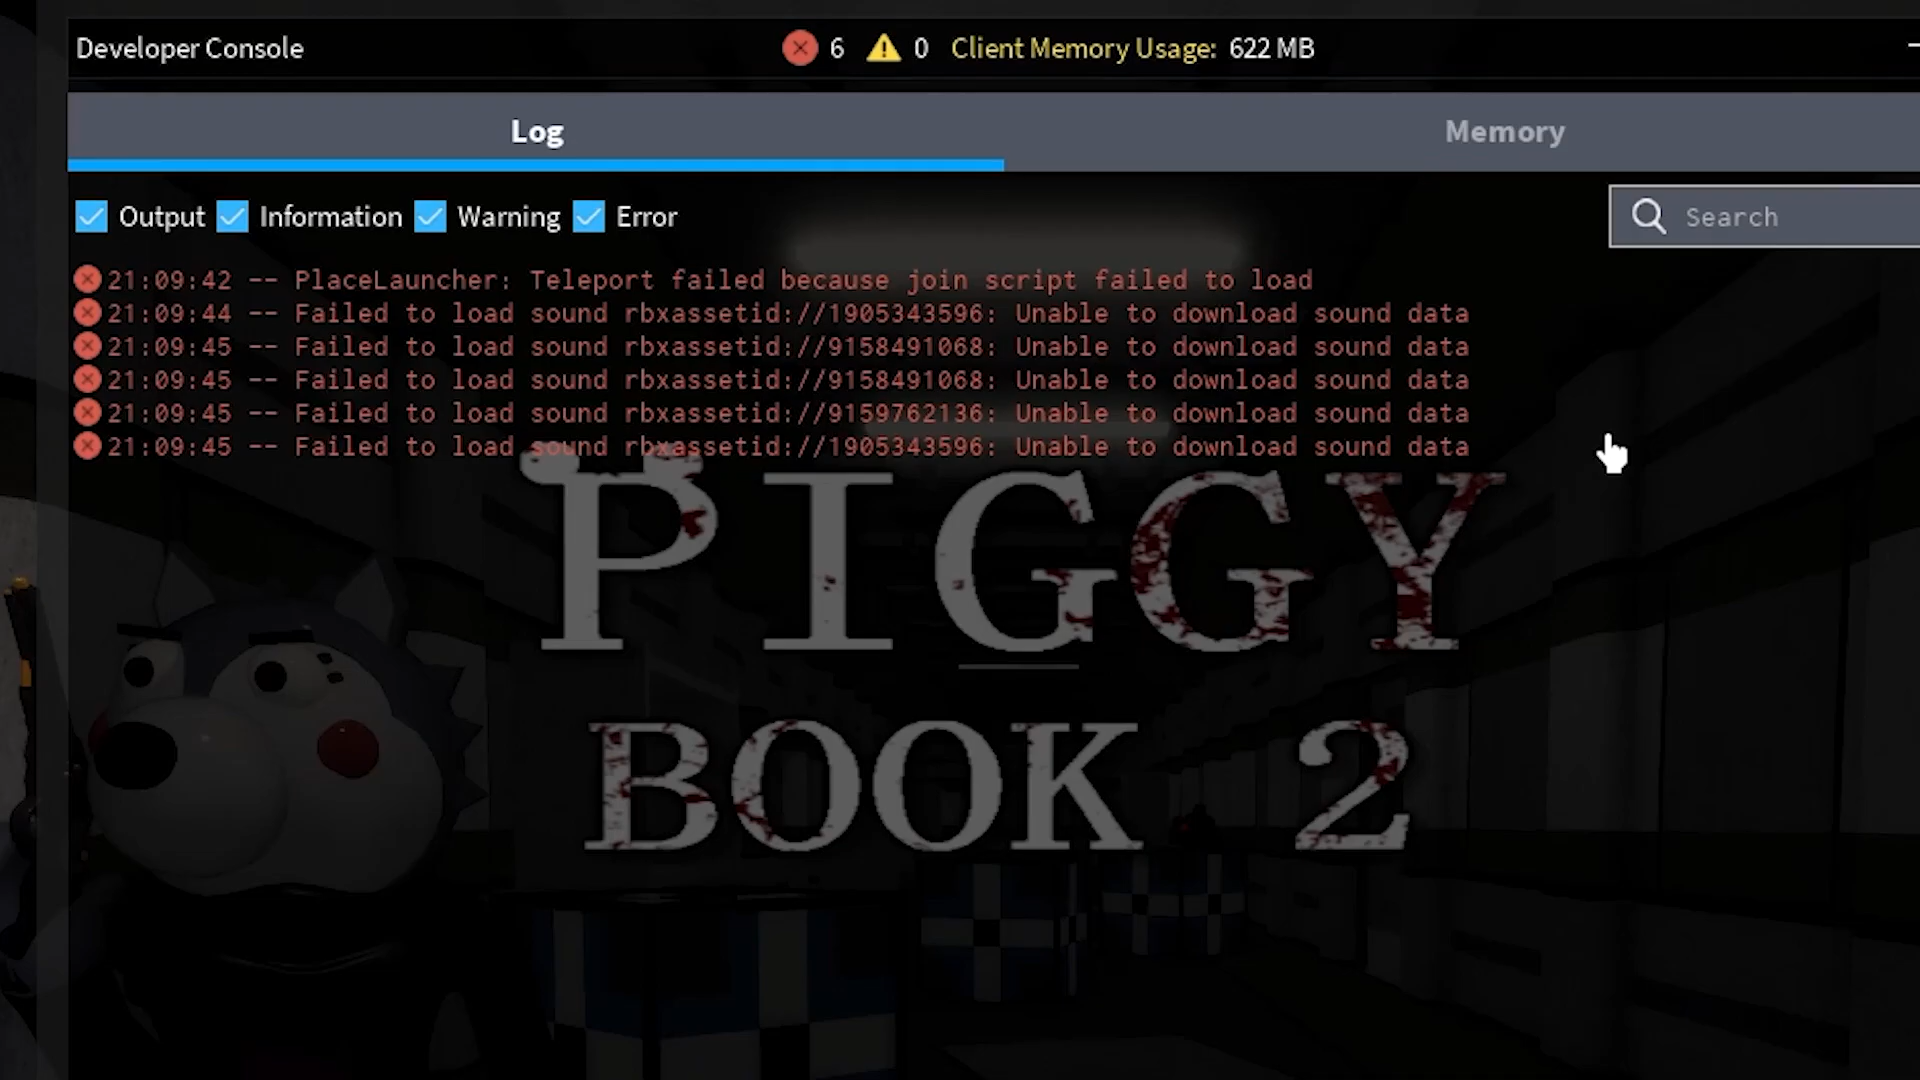 Developer Console
6 0 Client Memory Usage: 622 MB
Log Memory
Output Information Warning Error Search
21:09:42 -- PlaceLauncher: Teleport failed because join script failed to load
21:09:44 -- Failed to load sound rbxassetid://1905343596: Unable to download sound data
21:09:45 -- Failed to load sound rbxassetid://9158491068: Unable to download sound data
21:09:45 -- Failed to load sound rbxassetid://9158491068: Unable to download sound data
21:09:45 -- Failed to load sound rbxassetid://9159762136: Unable to download sound data
21:09:45 -- Failed to load sound rbxassetid://1905343596: Unable to download sound data
PIGGY
BOOK 2